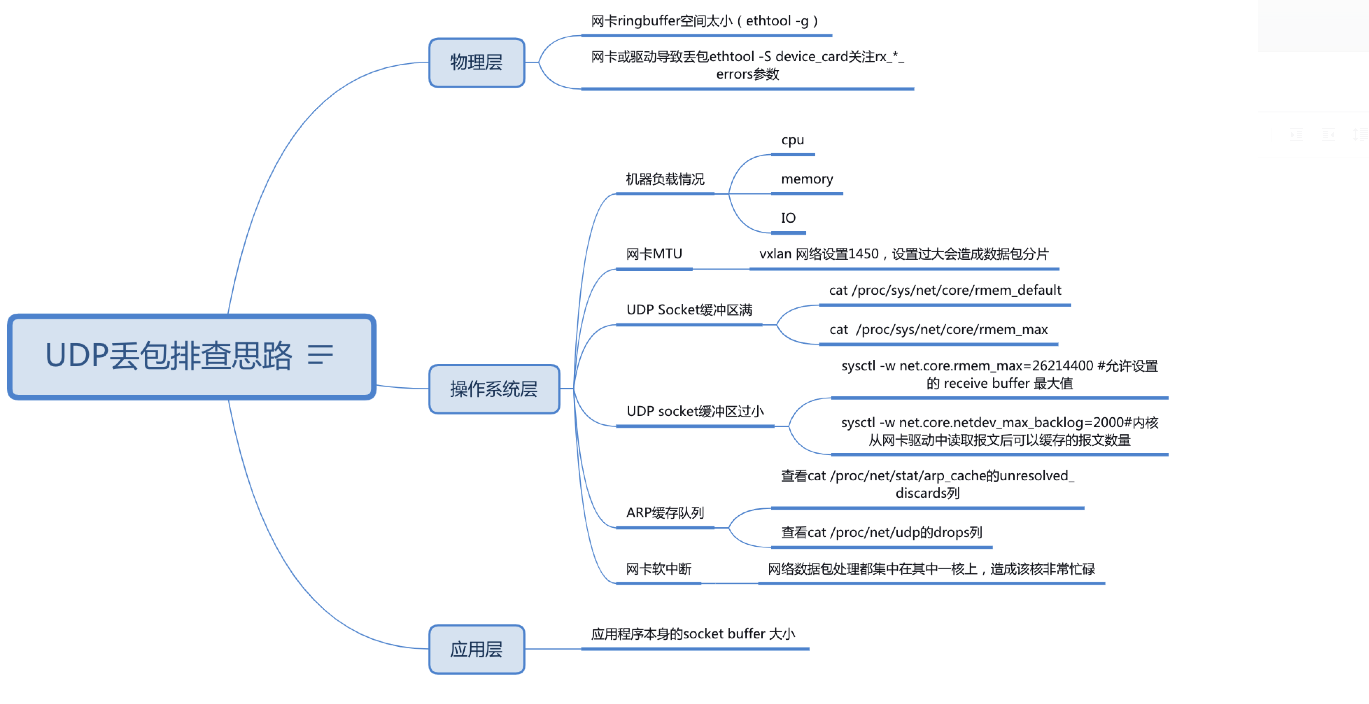 网卡ringbuffer空间太小（ethtool -g）
物理层
网卡或驱动导致丢包ethtool -S device_card关注rx_*_
errors参数
cpu
机器负载情况
memory
IO
网卡MTU
vxlan 网络设置1450，设置过大会造成数据包分片
cat /proc/sys/net/core/rmem_default
UDP Socket缓冲区满
cat  /proc/sys/net/core/rmem_max
UDP丢包排查思路
操作系统层
sysctl -w net.core.rmem_max=26214400 #允许设置
的 receive buffer 最大值
UDP socket缓冲区过小
sysctl -w net.core.netdev_max_backlog=2000#内核
从网卡驱动中读取报文后可以缓存的报文数量
查看cat /proc/net/stat/arp_cache的unresolved_
discards列
ARP缓存队列
查看cat /proc/net/udp的drops列
网卡软中断
网络数据包处理都集中在其中一核上，造成该核非常忙碌
应用层
应用程序本身的socket buffer 大小